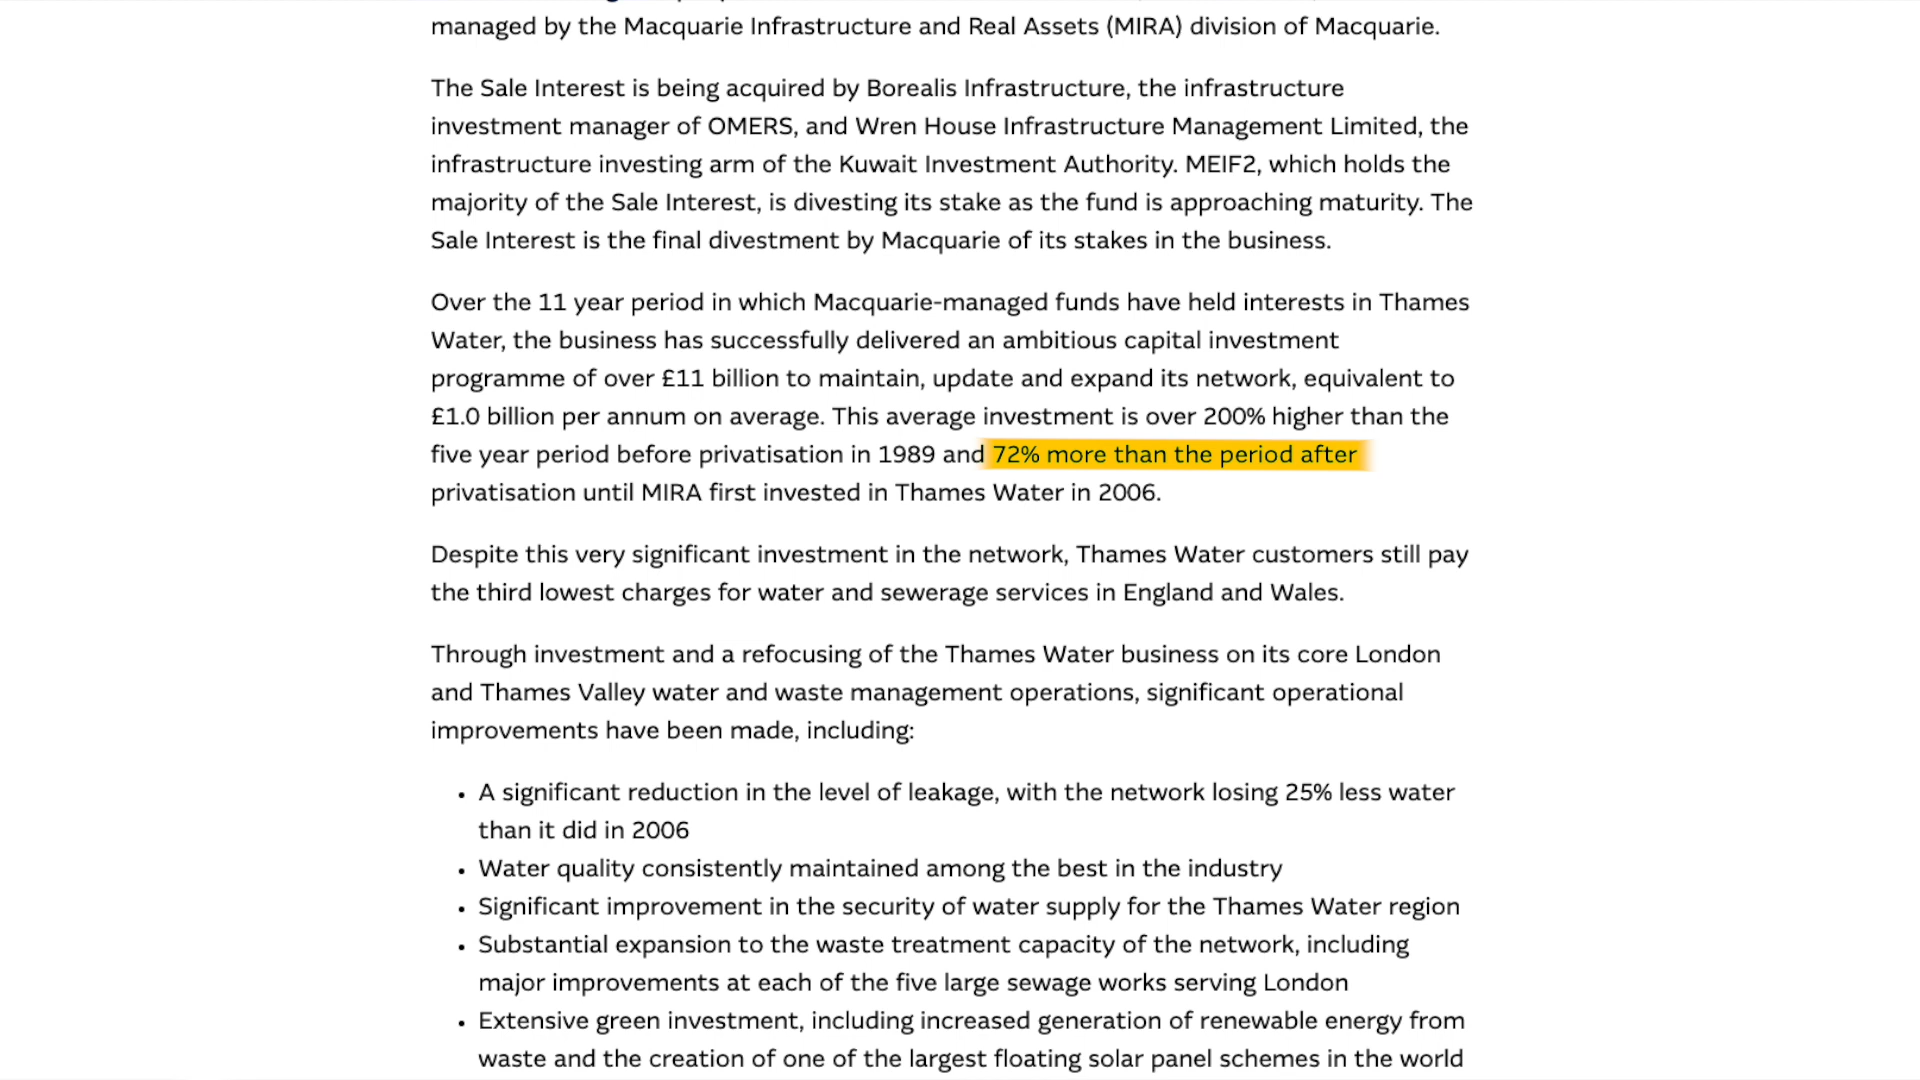 managed by the Macquarie Infrastructure and Real Assets (MIRA) division of Macquarie.
The Sale Interest is being acquired by Borealis Infrastructure, the infrastructure
investment manager of OMERS, and Wren House Infrastructure Management Limited, the
infrastructure investing arm of the Kuwait Investment Authority. MEIF2, which holds the
majority of the Sale Interest, is divesting its stake as the fund is approaching maturity. The
Sale Interest is the final divestment by Macquarie of its stakes in the business.
Over the 11 year period in which Macquarie-managed funds have held interests in Thames
Water, the business has successfully delivered an ambitious capital investment
programme of over £11 billion to maintain, update and expand its network, equivalent to
£1.0 billion per annum on average. This average investment is over 200% higher than the
five year period before privatisation in 1989 and 72% more than the period after
privatisation until MIRA first invested in Thames Water in 2006.
Despite this very significant investment in the network, Thames Water customers still pay
the third lowest charges for water and sewerage services in England and Wales.
Through investment and a refocusing of the Thames Water business on its core London
and Thames Valley water and waste management operations, significant operational
improvements have been made, including:
• A significant reduction in the level of leakage, with the network losing 25% less water
than it did in 2006
• Water quality consistently maintained among the best in the industry
• Significant improvement in the security of water supply for the Thames Water region
• Substantial expansion to the waste treatment capacity of the network, including
major improvements at each of the five large sewage works serving London
• Extensive green investment, including increased generation of renewable energy from
waste and the creation of one of the largest floating solar panel schemes in the world